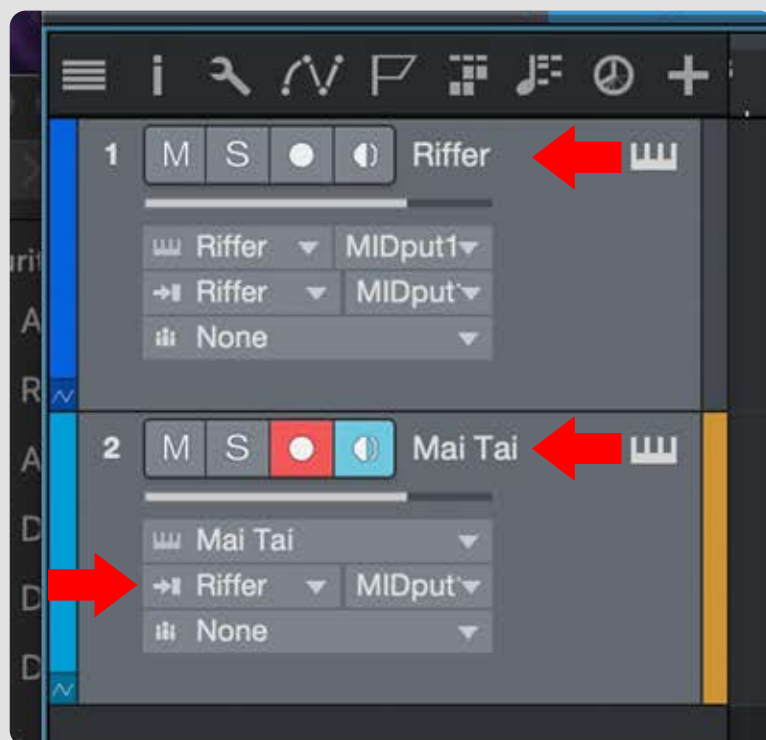 1 M S Riffer
Riffer MIDput1
Riffer MIDput
None
2 M S Mai Tai
Mai Tai
Riffer MIDput
None
A
R
A
D
D
D